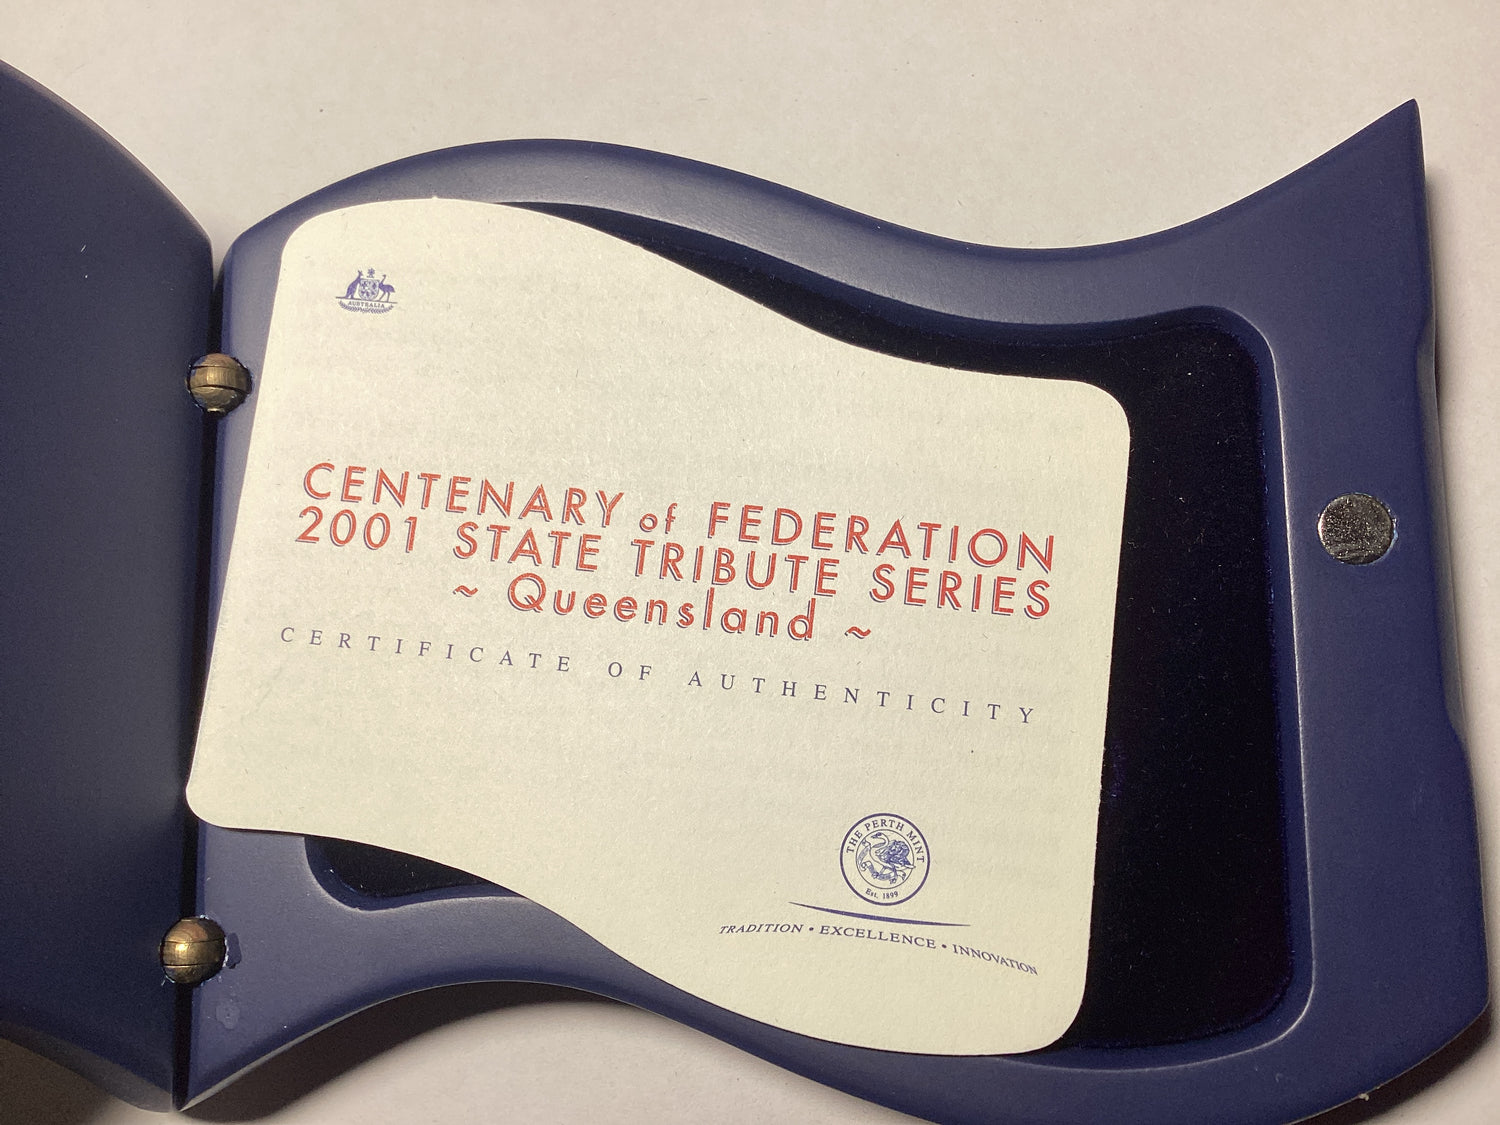 AUSTRALIA
CENTENARY of FEDERATION
2001 STATE TRIBUTE SERIES
~ Queensland ~
CERTIFICATE OF AUTHENTICITY
THE PERTH MINT
Est. 1899
TRADITION • EXCELLENCE • INNOVATION